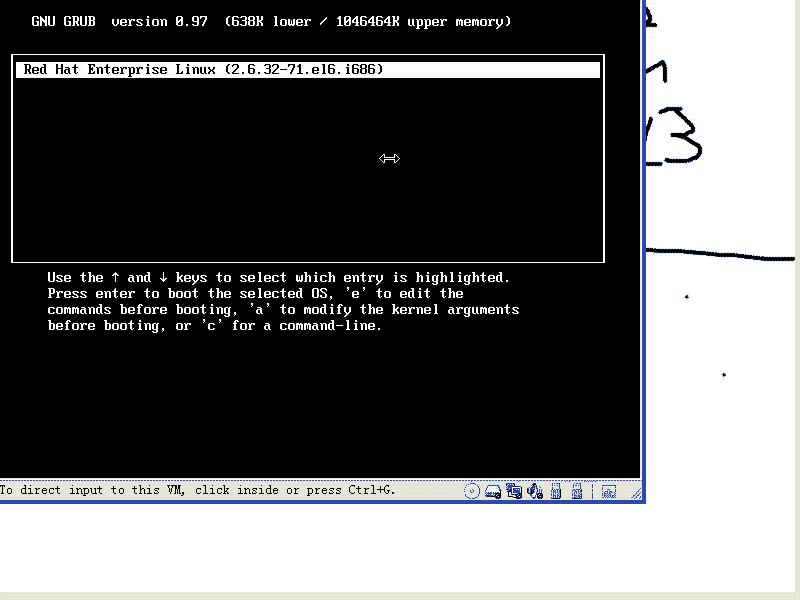 GNU GRUB  version 0.97  (638K lower / 1046464K upper memory)
Red Hat Enterprise Linux (2.6.32-71.el6.i686)
Use the ↑ and ↓ keys to select which entry is highlighted.
Press enter to boot the selected OS, 'e' to edit the
commands before booting, 'a' to modify the kernel arguments
before booting, or 'c' for a command-line.
To direct input to this VM, click inside or press Ctrl+G.